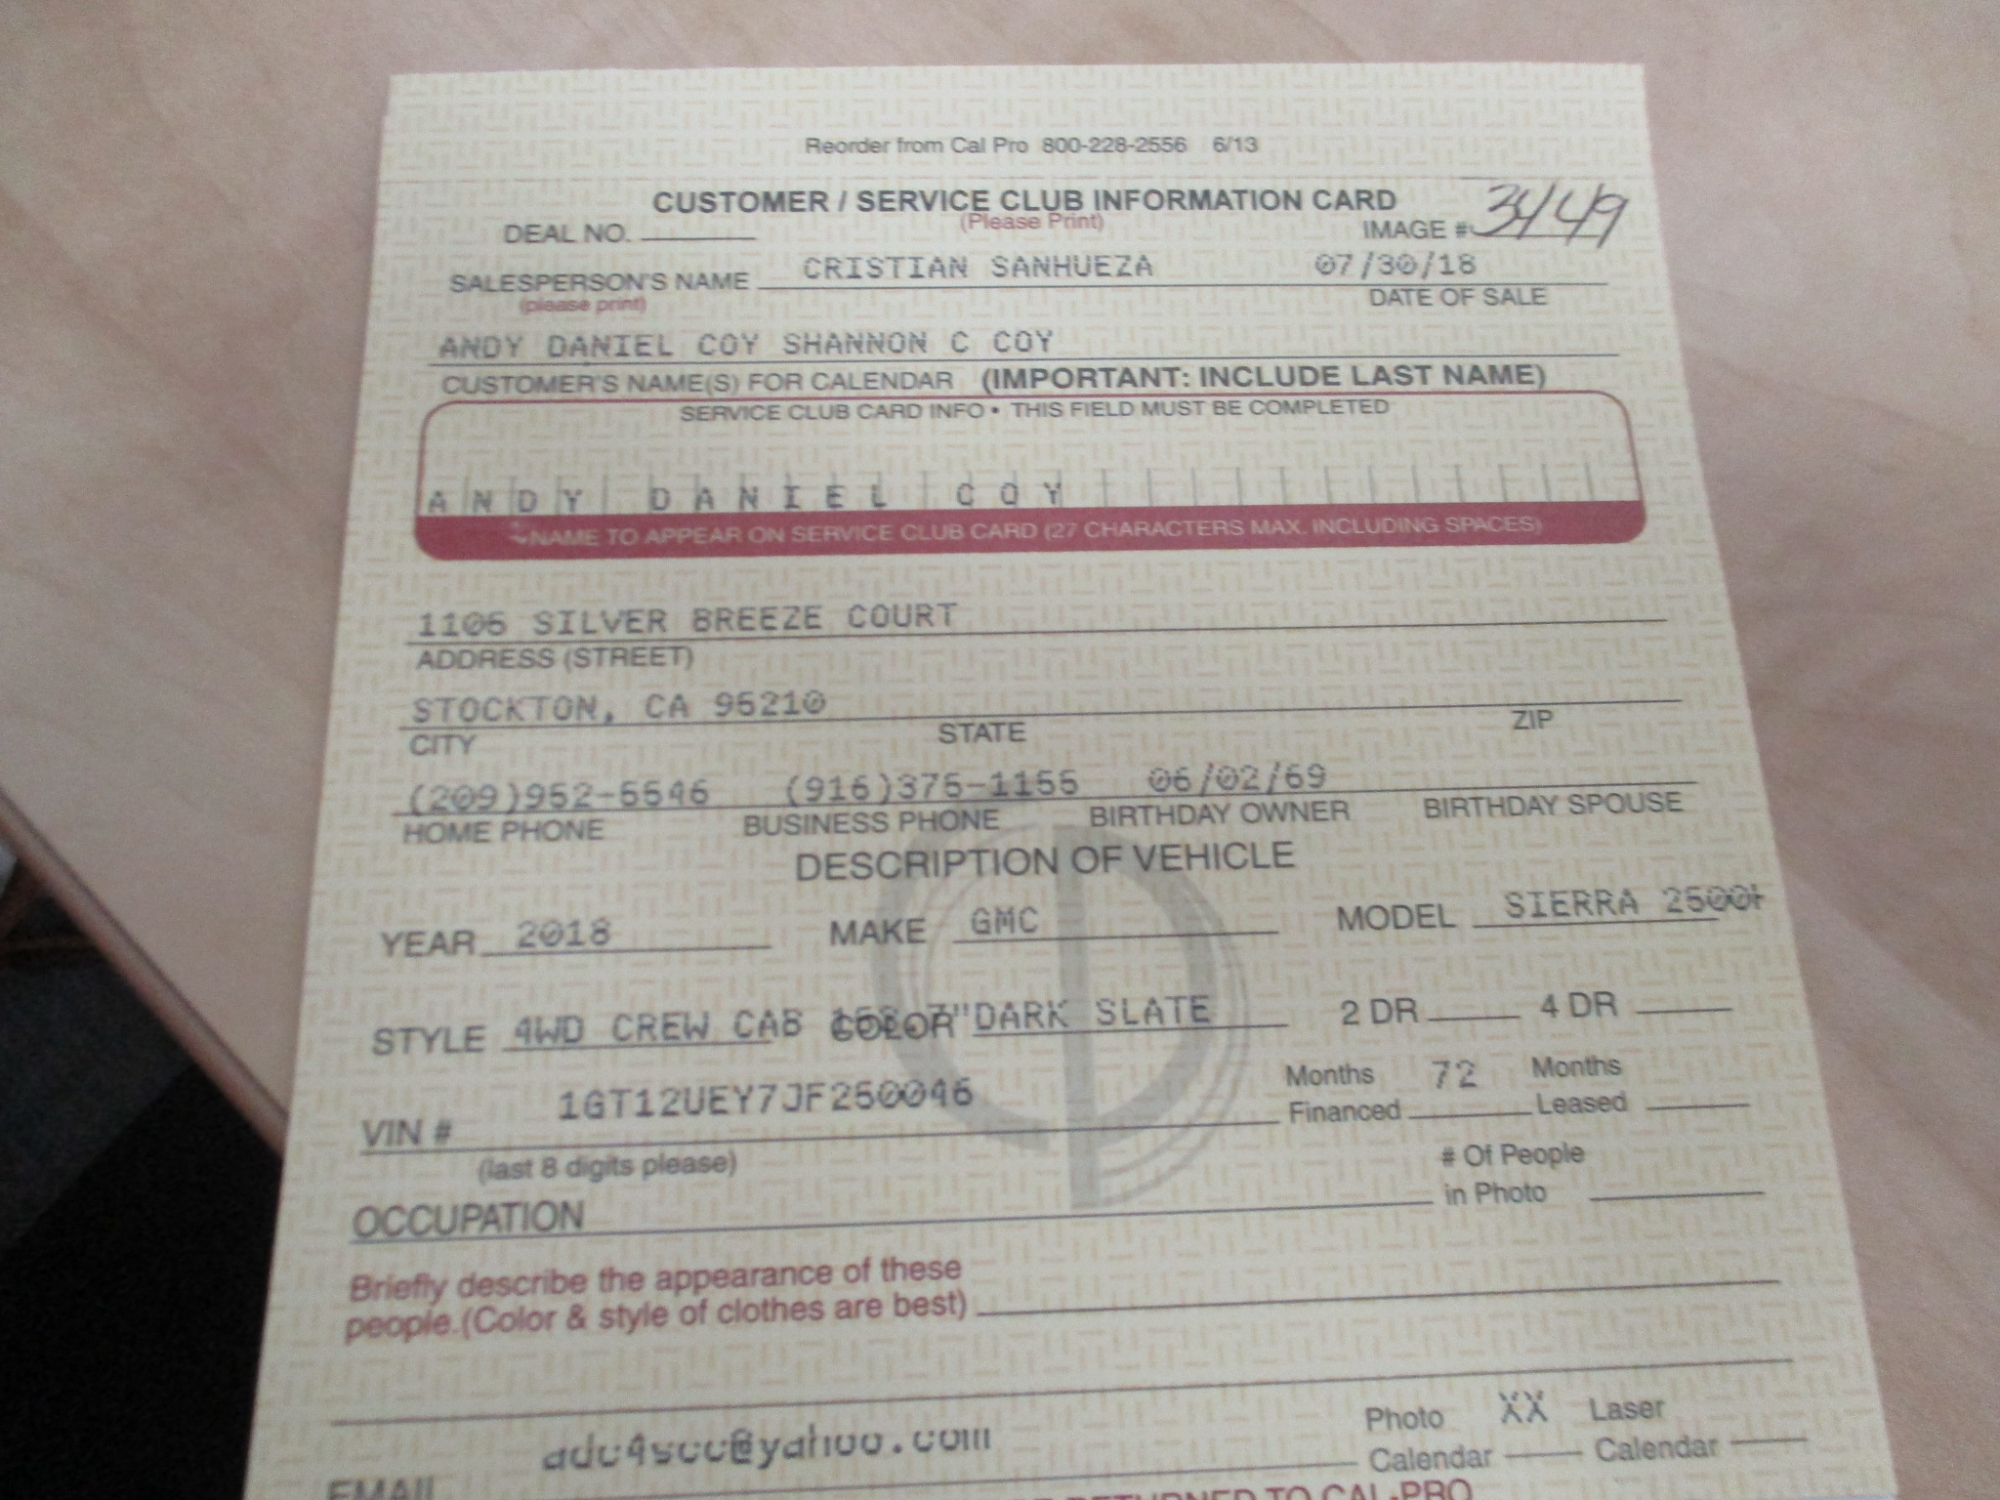 Reorder from Cal Pro 800-228-2556 6/13
CUSTOMER / SERVICE CLUB INFORMATION CARD
(Please Print)
DEAL NO. IMAGE # 3449
SALESPERSON'S NAME CRISTIAN SANHUEZA 07/30/18
(please print) DATE OF SALE
ANDY DANIEL COY SHANNON C COY
CUSTOMER'S NAME(S) FOR CALENDAR (IMPORTANT: INCLUDE LAST NAME)
SERVICE CLUB CARD INFO • THIS FIELD MUST BE COMPLETED
ANDY DANIEL COY
NAME TO APPEAR ON SERVICE CLUB CARD (27 CHARACTERS MAX. INCLUDING SPACES)
1105 SILVER BREEZE COURT
ADDRESS (STREET)
STOCKTON, CA 95210
CITY STATE ZIP
(209)952-5546 (916)375-1155 06/02/69
HOME PHONE BUSINESS PHONE BIRTHDAY OWNER BIRTHDAY SPOUSE
DESCRIPTION OF VEHICLE
YEAR 2018 MAKE GMC MODEL SIERRA 2500H
STYLE 4WD CREW CAB COLOR DARK SLATE 2 DR 4 DR
Months 72 Months
VIN # 1GT12UEY7JF250046 Financed Leased
(last 8 digits please) # Of People
OCCUPATION in Photo
Briefly describe the appearance of these
people.(Color & style of clothes are best)
Photo XX Laser
EMAIL Calendar Calendar
RETURNED TO CAL-PRO